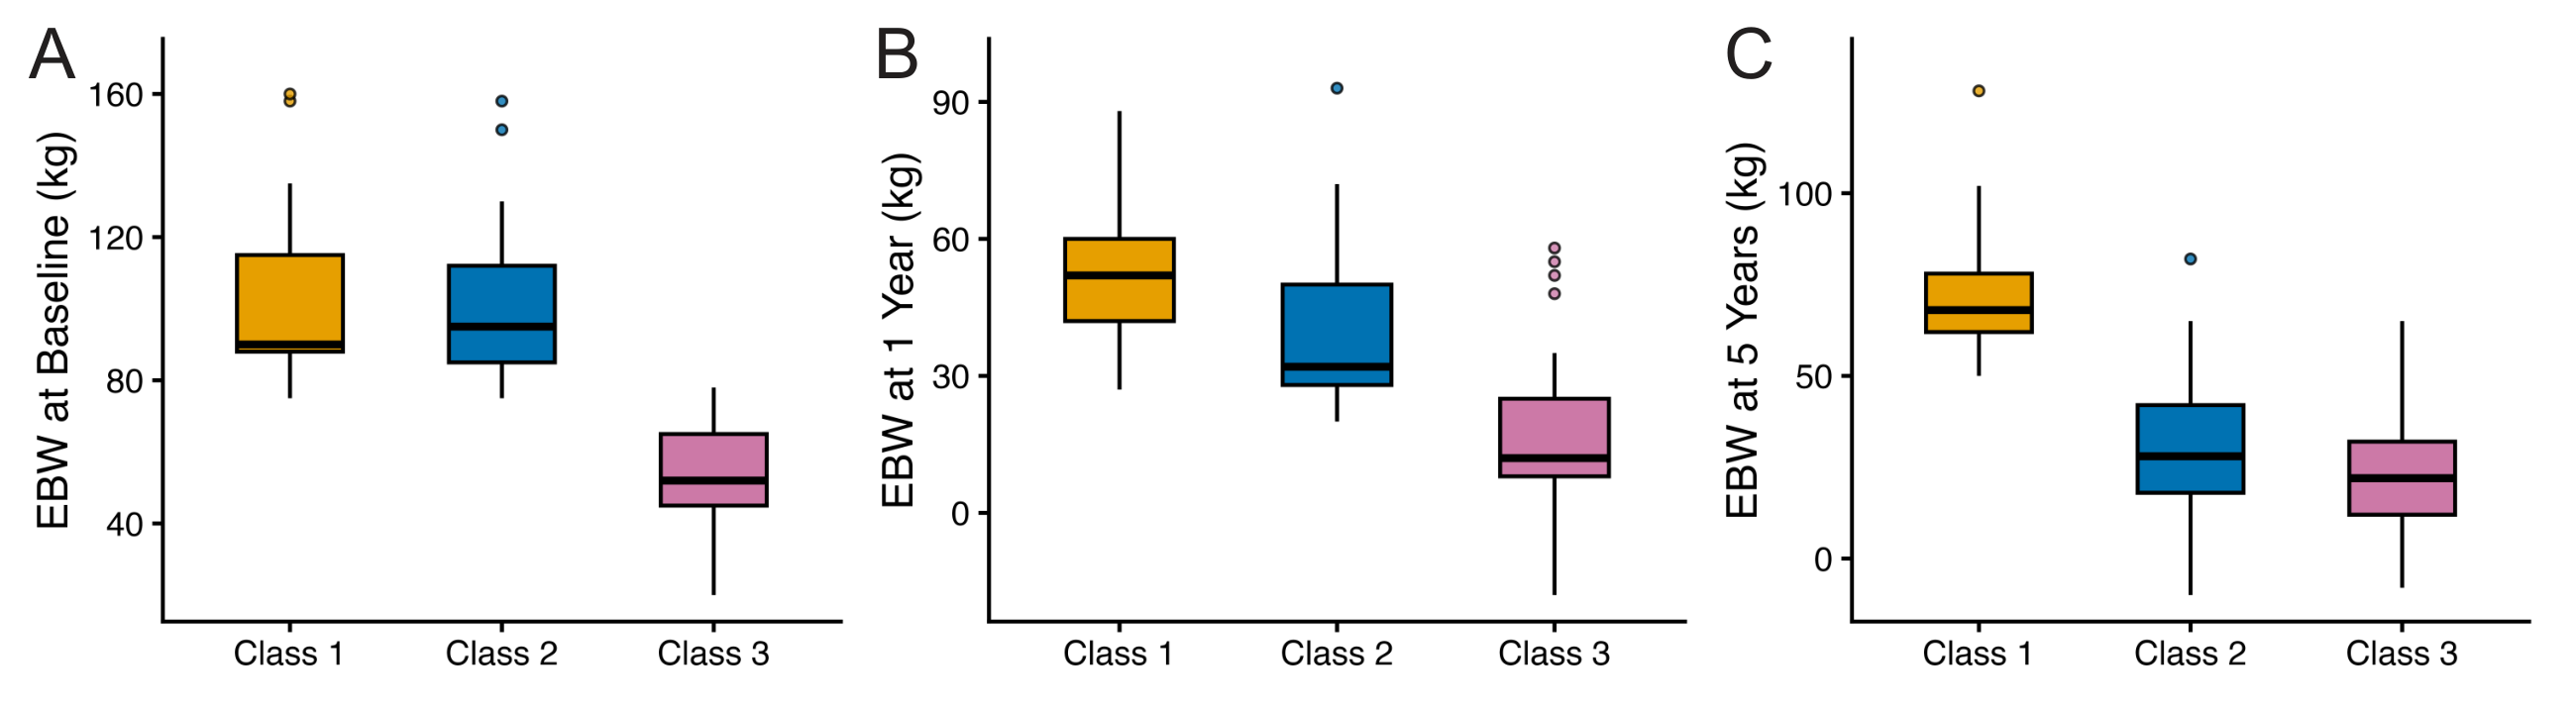 A
EBW at Baseline (kg)
160
120
80
40
Class 1
Class 2
Class 3
B
EBW at 1 Year (kg)
90
60
30
0
Class 1
Class 2
Class 3
C
EBW at 5 Years (kg)
100
50
0
Class 1
Class 2
Class 3